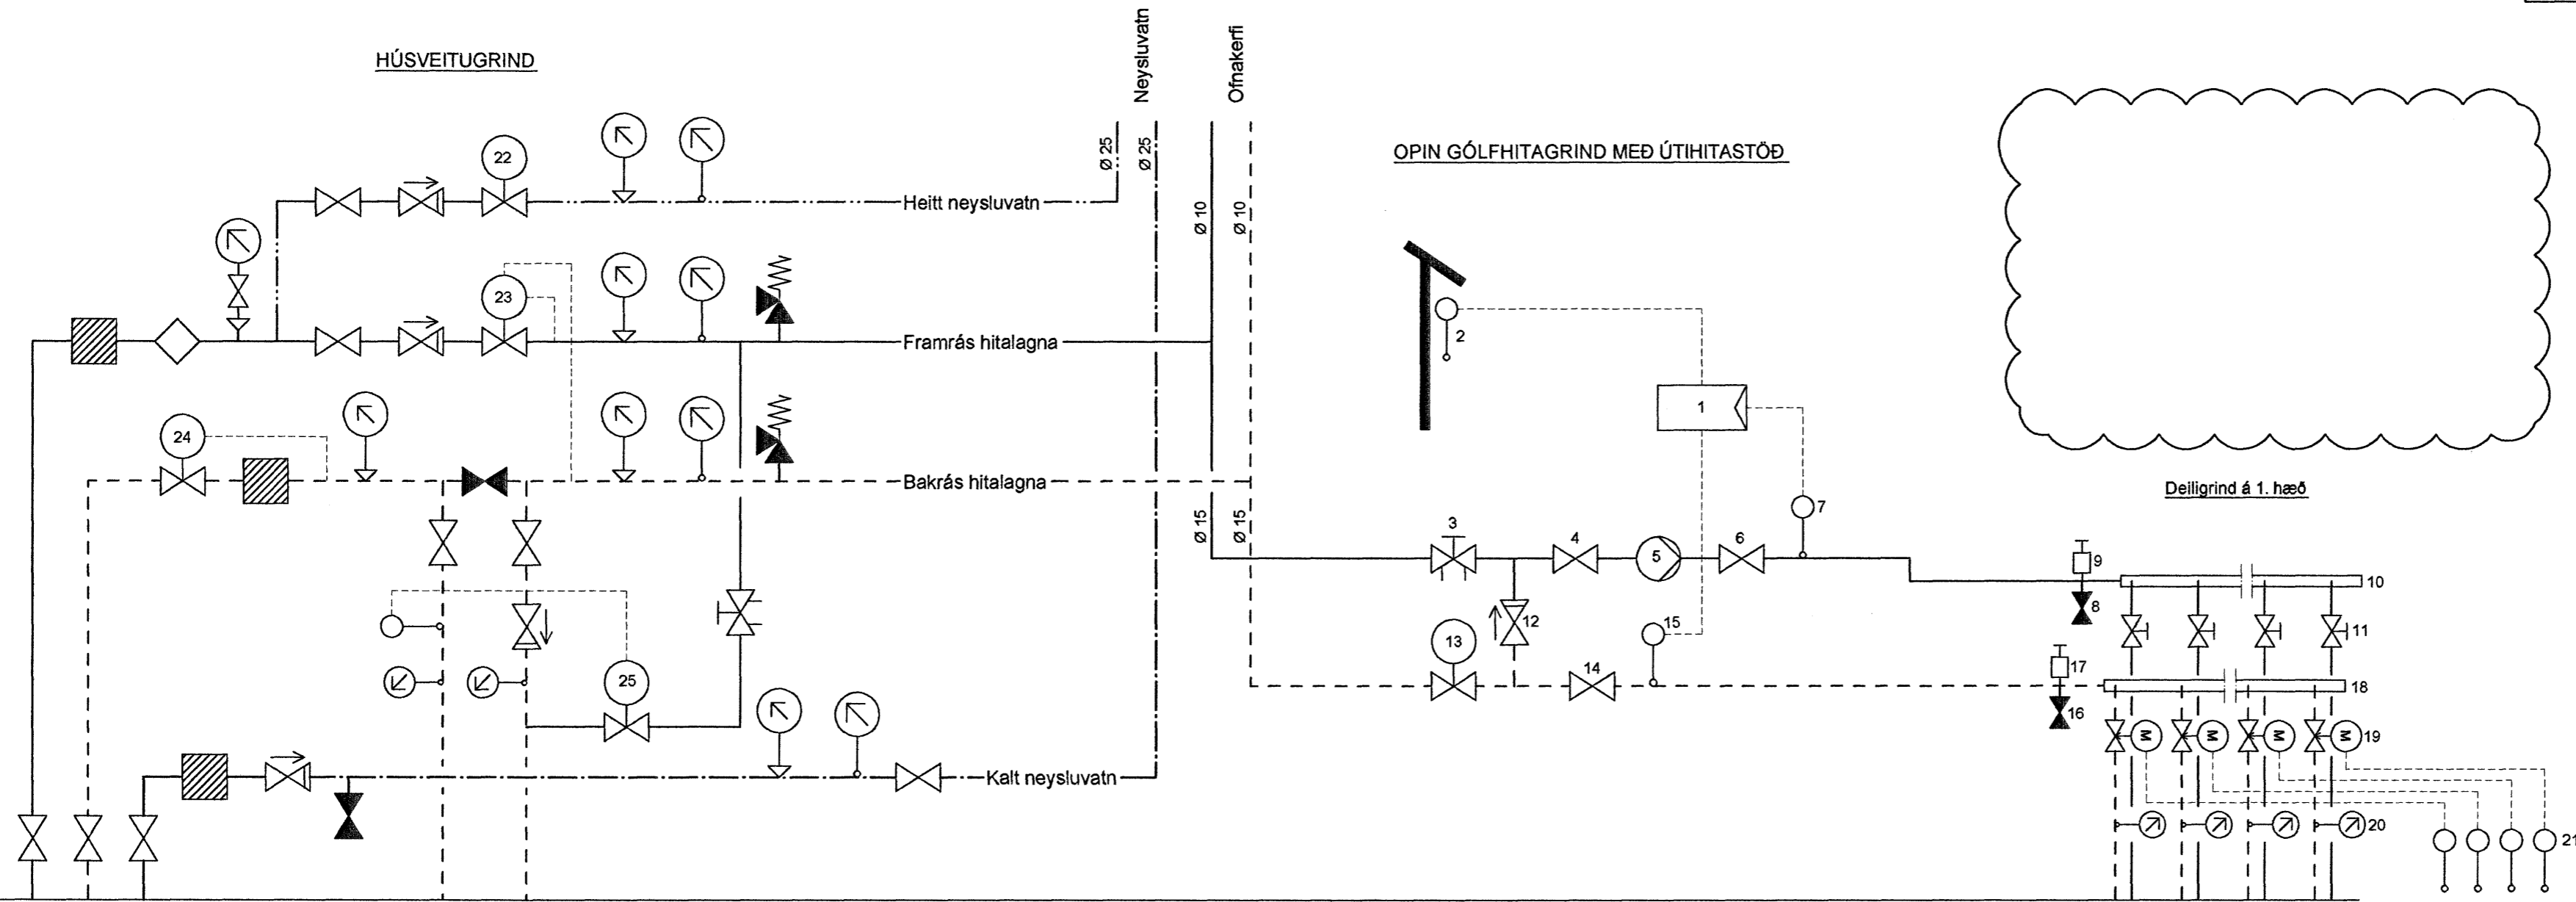 HÚSVEITUGRIND
Neysluvatn
Ofnakerfi
OPIN GÓLFHITAGRIND MEÐ ÚTIHITASTÖÐ
Ø 25
Ø 25
Ø 10
Ø 10
22
Heitt neysluvatn
23
Framrás hitalagna
2
1
24
Bakrás hitalagna
Deiligrind á 1. hæð
Ø 15
Ø 15
3
4
5
6
7
9
10
8
12
11
13
15
14
17
18
16
25
19
M
M
M
M
Kalt neysluvatn
20
21